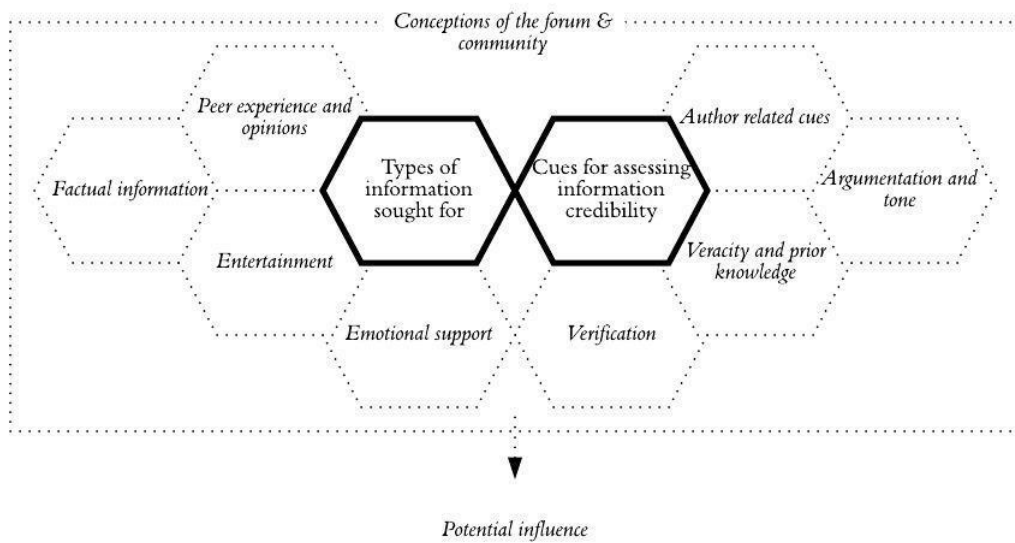 Conceptions of the forum &
community
Peer experience and
opinions
Factual information
Entertainment
Emotional support
Types of
information
sought for
Cues for assessing
information
credibility
Author related cues
Argumentation and
tone
Veracity and prior
knowledge
Verification
Potential influence